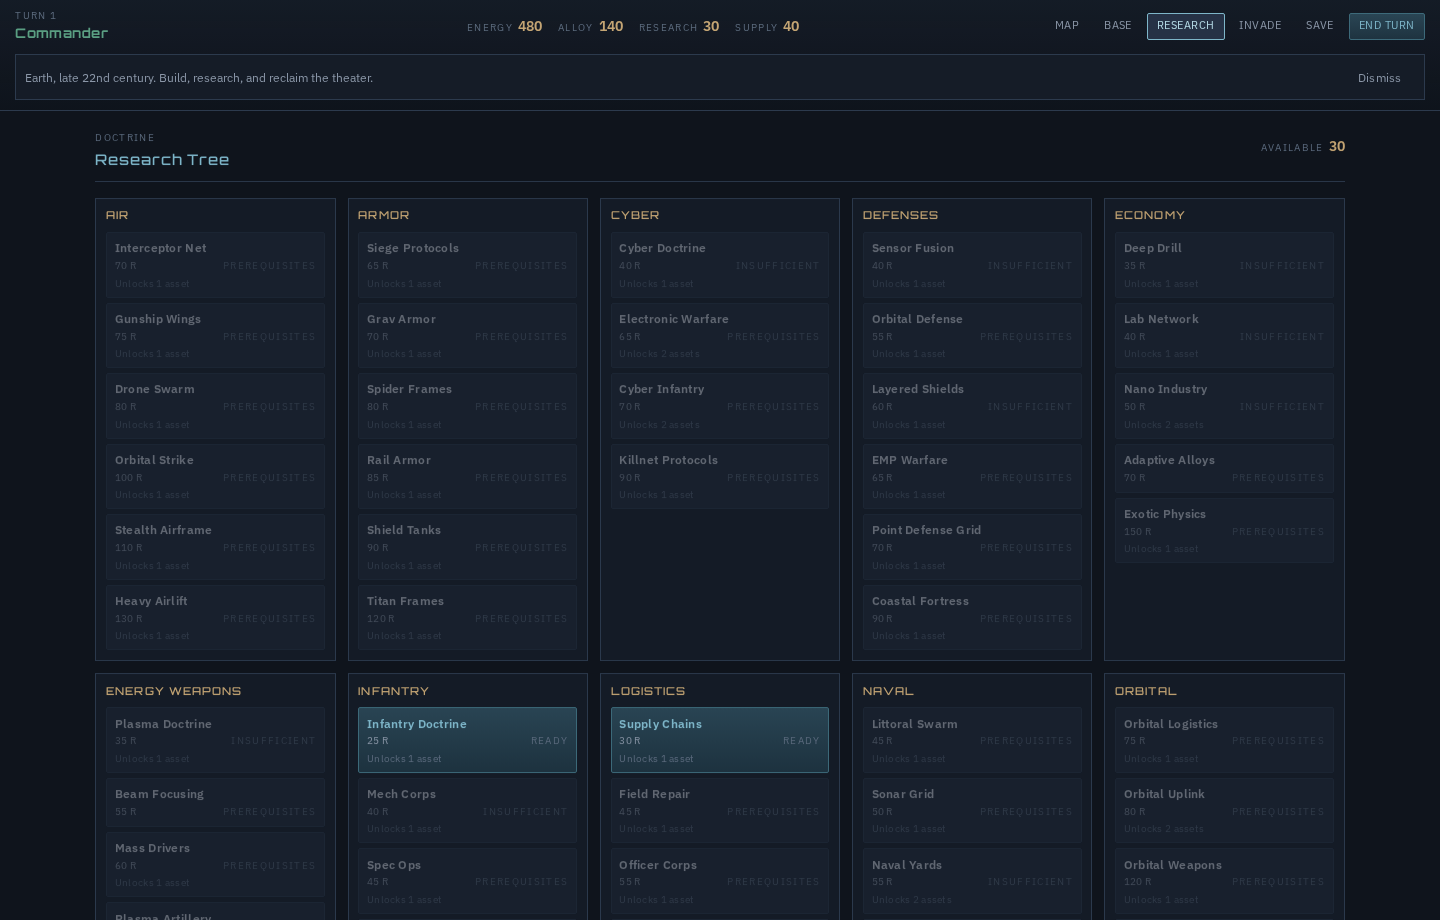 TURN 1
Commander
ENERGY 480 ALLOY 140 RESEARCH 30 SUPPLY 40
MAP BASE RESEARCH INVADE SAVE END TURN
Earth, late 22nd century. Build, research, and reclaim the theater.
Dismiss
DOCTRINE
Research Tree
AVAILABLE 30
AIR
Interceptor Net
70 R PREREQUISITES
Unlocks 1 asset
Gunship Wings
75 R PREREQUISITES
Unlocks 1 asset
Drone Swarm
80 R PREREQUISITES
Unlocks 1 asset
Orbital Strike
100 R PREREQUISITES
Unlocks 1 asset
Stealth Airframe
110 R PREREQUISITES
Unlocks 1 asset
Heavy Airlift
130 R PREREQUISITES
Unlocks 1 asset
ARMOR
Siege Protocols
65 R PREREQUISITES
Unlocks 1 asset
Grav Armor
70 R PREREQUISITES
Unlocks 1 asset
Spider Frames
80 R PREREQUISITES
Unlocks 1 asset
Rail Armor
85 R PREREQUISITES
Unlocks 1 asset
Shield Tanks
90 R PREREQUISITES
Unlocks 1 asset
Titan Frames
120 R PREREQUISITES
Unlocks 1 asset
CYBER
Cyber Doctrine
40 R INSUFFICIENT
Unlocks 1 asset
Electronic Warfare
65 R PREREQUISITES
Unlocks 2 assets
Cyber Infantry
70 R PREREQUISITES
Unlocks 2 assets
Killnet Protocols
90 R PREREQUISITES
Unlocks 1 asset
DEFENSES
Sensor Fusion
40 R INSUFFICIENT
Unlocks 1 asset
Orbital Defense
55 R PREREQUISITES
Unlocks 1 asset
Layered Shields
60 R INSUFFICIENT
Unlocks 1 asset
EMP Warfare
65 R PREREQUISITES
Unlocks 1 asset
Point Defense Grid
70 R PREREQUISITES
Unlocks 1 asset
Coastal Fortress
90 R PREREQUISITES
Unlocks 1 asset
ECONOMY
Deep Drill
35 R INSUFFICIENT
Unlocks 1 asset
Lab Network
40 R INSUFFICIENT
Unlocks 1 asset
Nano Industry
50 R INSUFFICIENT
Unlocks 2 assets
Adaptive Alloys
70 R PREREQUISITES
Exotic Physics
150 R PREREQUISITES
Unlocks 1 asset
ENERGY WEAPONS
Plasma Doctrine
35 R INSUFFICIENT
Unlocks 1 asset
Beam Focusing
55 R PREREQUISITES
Mass Drivers
60 R PREREQUISITES
Unlocks 1 asset
Plasma Artillery
INFANTRY
Infantry Doctrine
25 R READY
Unlocks 1 asset
Mech Corps
40 R INSUFFICIENT
Unlocks 1 asset
Spec Ops
45 R PREREQUISITES
Unlocks 1 asset
LOGISTICS
Supply Chains
30 R READY
Unlocks 1 asset
Field Repair
45 R PREREQUISITES
Unlocks 1 asset
Officer Corps
55 R PREREQUISITES
Unlocks 1 asset
NAVAL
Littoral Swarm
45 R PREREQUISITES
Unlocks 1 asset
Sonar Grid
50 R PREREQUISITES
Unlocks 1 asset
Naval Yards
55 R INSUFFICIENT
Unlocks 2 assets
ORBITAL
Orbital Logistics
75 R PREREQUISITES
Unlocks 1 asset
Orbital Uplink
80 R PREREQUISITES
Unlocks 2 assets
Orbital Weapons
120 R PREREQUISITES
Unlocks 1 asset